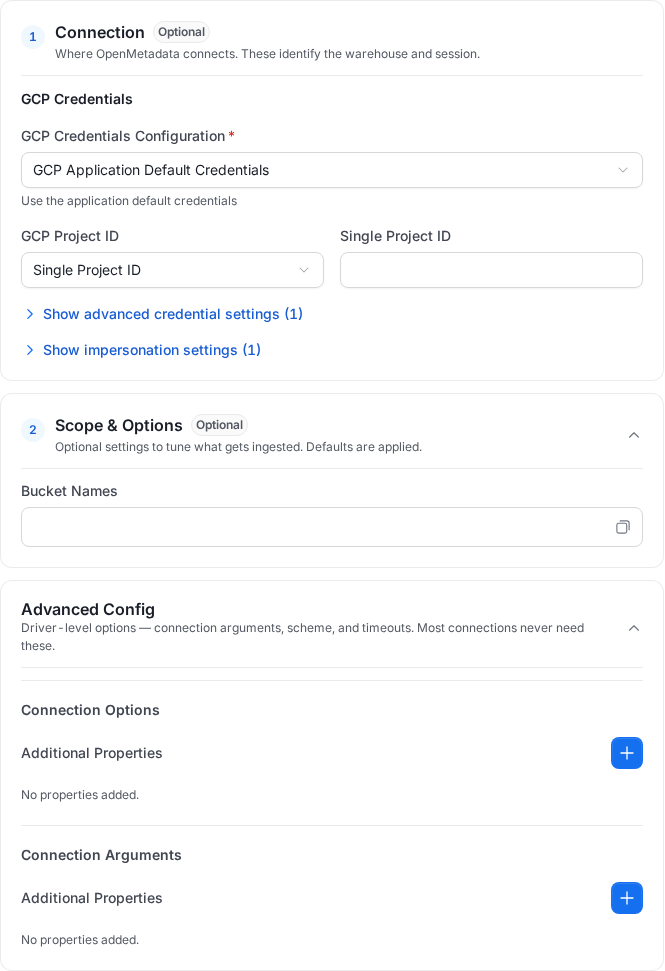 1 Connection Optional
Where OpenMetadata connects. These identify the warehouse and session.
GCP Credentials
GCP Credentials Configuration *
GCP Application Default Credentials
Use the application default credentials
GCP Project ID
Single Project ID
Single Project ID
Show advanced credential settings (1)
Show impersonation settings (1)
2 Scope & Options Optional
Optional settings to tune what gets ingested. Defaults are applied.
Bucket Names
Advanced Config
Driver-level options — connection arguments, scheme, and timeouts. Most connections never need
these.
Connection Options
Additional Properties
No properties added.
Connection Arguments
Additional Properties
No properties added.